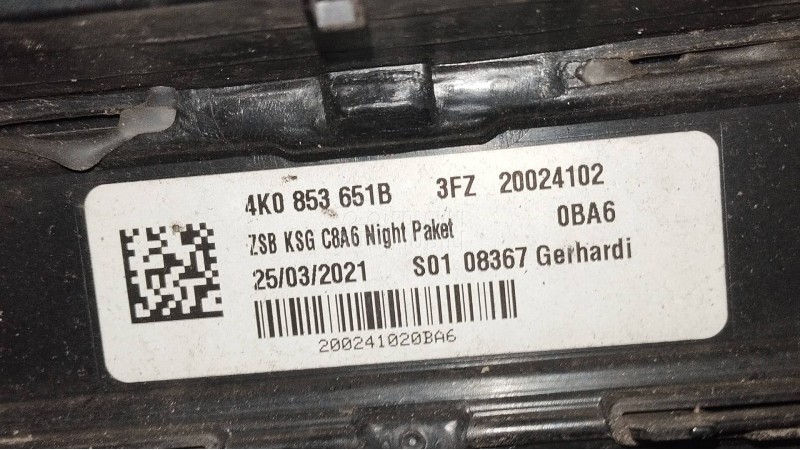 4K0 853 651B 3FZ 20024102
ZSB KSG C8A6 Night Paket 0BA6
25/03/2021 S01 08367 Gerhardi
200241020BA6